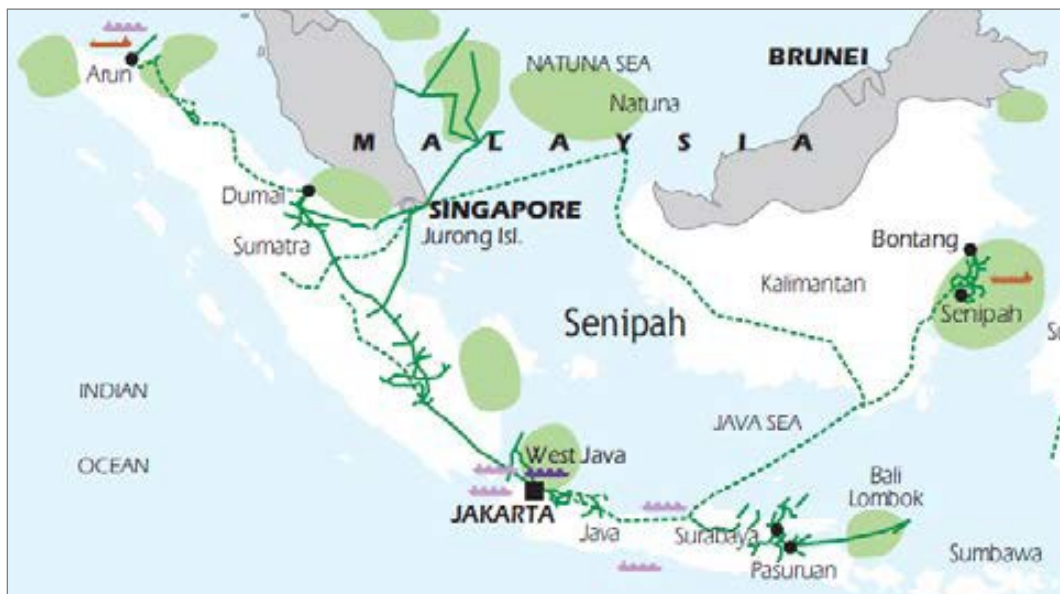 BRUNEI
NATUNA SEA
Arun
Natuna
MALAYSIA
Dumai
SINGAPORE
Jurong Isl.
Sumatra
Bontang
Kalimantan
Senipah
Senipah
INDIAN
OCEAN
JAVA SEA
West Java
Bali
Lombok
JAKARTA
Java
Surabaya
Pasuruan
Sumbawa